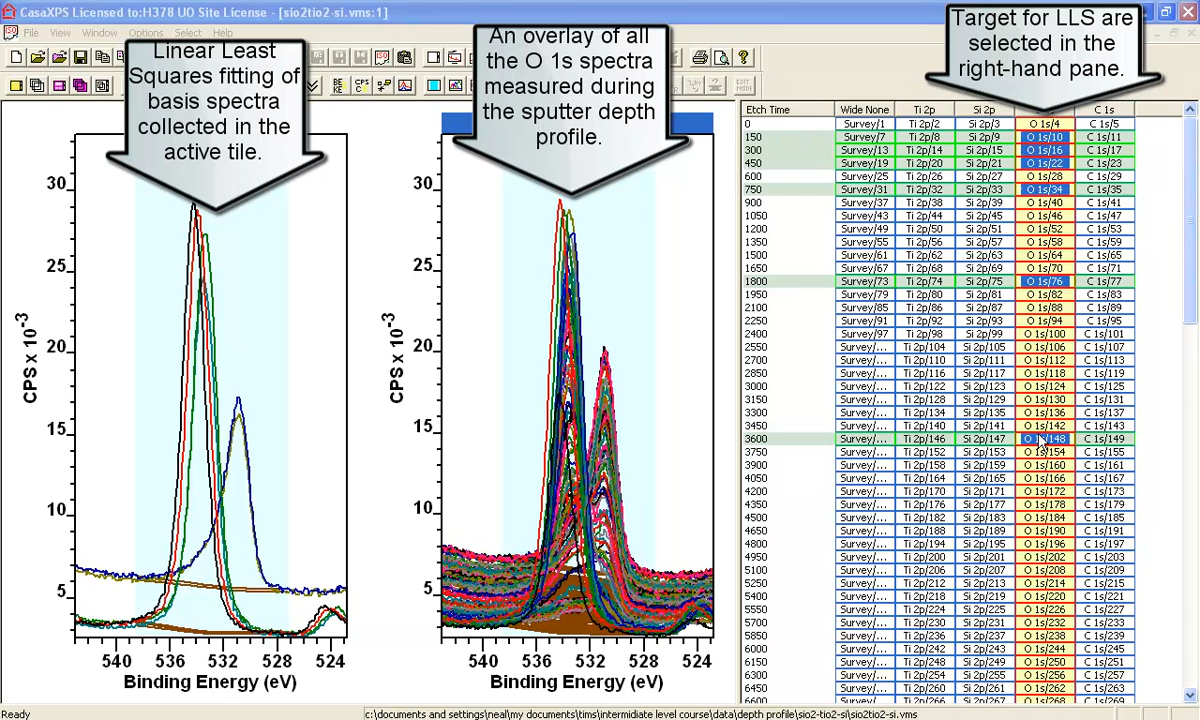 CasaXPS Licensed to:H378 UO Site License - [sio2tio2-si.vms:1]
File View Window Options Select Help
Linear Least
Squares fitting of
basis spectra
collected in the
active tile.
An overlay of all
the O 1s spectra
measured during
the sputter depth
profile.
Target for LLS are
selected in the
right-hand pane.
30
25
20
15
10
5
CPS x 10⁻³
540 536 532 528 524
Binding Energy (eV)
30
25
20
15
10
5
CPS x 10⁻³
540 536 532 528 524
Binding Energy (eV)
Etch Time Wide None Ti 2p Si 2p C 1s
0 Survey/1 Ti 2p/2 Si 2p/3 O 1s/4 C 1s/5
150 Survey/7 Ti 2p/8 Si 2p/9 O 1s/10 C 1s/11
300 Survey/13 Ti 2p/14 Si 2p/15 O 1s/16 C 1s/17
450 Survey/19 Ti 2p/20 Si 2p/21 O 1s/22 C 1s/23
600 Survey/25 Ti 2p/26 Si 2p/27 O 1s/28 C 1s/29
750 Survey/31 Ti 2p/32 Si 2p/33 O 1s/34 C 1s/35
900 Survey/37 Ti 2p/38 Si 2p/39 O 1s/40 C 1s/41
1050 Survey/43 Ti 2p/44 Si 2p/45 O 1s/46 C 1s/47
1200 Survey/49 Ti 2p/50 Si 2p/51 O 1s/52 C 1s/53
1350 Survey/55 Ti 2p/56 Si 2p/57 O 1s/58 C 1s/59
1500 Survey/61 Ti 2p/62 Si 2p/63 O 1s/64 C 1s/65
1650 Survey/67 Ti 2p/68 Si 2p/69 O 1s/70 C 1s/71
1800 Survey/73 Ti 2p/74 Si 2p/75 O 1s/76 C 1s/77
1950 Survey/79 Ti 2p/80 Si 2p/81 O 1s/82 C 1s/83
2100 Survey/85 Ti 2p/86 Si 2p/87 O 1s/88 C 1s/89
2250 Survey/91 Ti 2p/92 Si 2p/93 O 1s/94 C 1s/95
2400 Survey/97 Ti 2p/98 Si 2p/99 O 1s/100 C 1s/101
2550 Survey/... Ti 2p/104 Si 2p/105 O 1s/106 C 1s/107
2700 Survey/... Ti 2p/110 Si 2p/111 O 1s/112 C 1s/113
2850 Survey/... Ti 2p/116 Si 2p/117 O 1s/118 C 1s/119
3000 Survey/... Ti 2p/122 Si 2p/123 O 1s/124 C 1s/125
3150 Survey/... Ti 2p/128 Si 2p/129 O 1s/130 C 1s/131
3300 Survey/... Ti 2p/134 Si 2p/135 O 1s/136 C 1s/137
3450 Survey/... Ti 2p/140 Si 2p/141 O 1s/142 C 1s/143
3600 Survey/... Ti 2p/146 Si 2p/147 O 1s/148 C 1s/149
3750 Survey/... Ti 2p/152 Si 2p/153 O 1s/154 C 1s/155
3900 Survey/... Ti 2p/158 Si 2p/159 O 1s/160 C 1s/161
4050 Survey/... Ti 2p/164 Si 2p/165 O 1s/166 C 1s/167
4200 Survey/... Ti 2p/170 Si 2p/171 O 1s/172 C 1s/173
4350 Survey/... Ti 2p/176 Si 2p/177 O 1s/178 C 1s/179
4500 Survey/... Ti 2p/182 Si 2p/183 O 1s/184 C 1s/185
4650 Survey/... Ti 2p/188 Si 2p/189 O 1s/190 C 1s/191
4800 Survey/... Ti 2p/194 Si 2p/195 O 1s/196 C 1s/197
4950 Survey/... Ti 2p/200 Si 2p/201 O 1s/202 C 1s/203
5100 Survey/... Ti 2p/206 Si 2p/207 O 1s/208 C 1s/209
5250 Survey/... Ti 2p/212 Si 2p/213 O 1s/214 C 1s/215
5400 Survey/... Ti 2p/218 Si 2p/219 O 1s/220 C 1s/221
5550 Survey/... Ti 2p/224 Si 2p/225 O 1s/226 C 1s/227
5700 Survey/... Ti 2p/230 Si 2p/231 O 1s/232 C 1s/233
5850 Survey/... Ti 2p/236 Si 2p/237 O 1s/238 C 1s/239
6000 Survey/... Ti 2p/242 Si 2p/243 O 1s/244 C 1s/245
6150 Survey/... Ti 2p/248 Si 2p/249 O 1s/250 C 1s/251
6300 Survey/... Ti 2p/254 Si 2p/255 O 1s/256 C 1s/257
6450 Survey/... Ti 2p/260 Si 2p/261 O 1s/262 C 1s/263
6600 Survey/... Ti 2p/266 Si 2p/267 O 1s/268 C 1s/269
Ready c:\documents and settings\neal\my documents\tims\intermidiate level course\data\depth profile\sio2-tio2-si\sio2tio2-si.vms